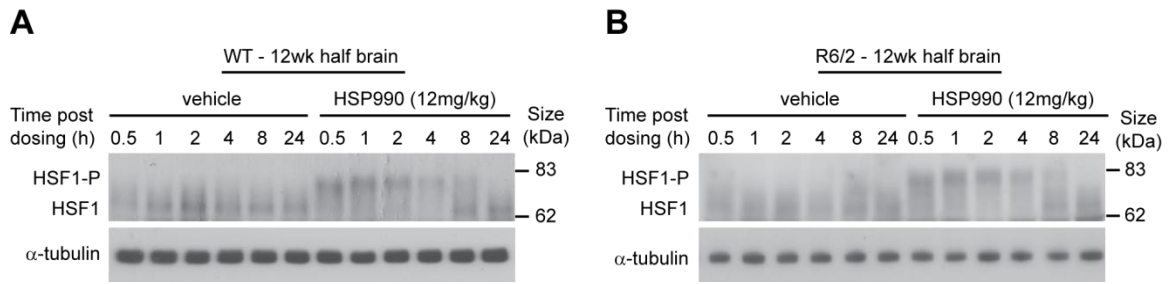 A
WT - 12wk half brain
vehicle
HSP990 (12mg/kg)
Time post
dosing (h)
0.5 1 2 4 8 24 0.5 1 2 4 8 24
Size
(kDa)
HSF1-P
HSF1
83
62
α-tubulin
B
R6/2 - 12wk half brain
vehicle
HSP990 (12mg/kg)
Time post
dosing (h)
0.5 1 2 4 8 24 0.5 1 2 4 8 24
Size
(kDa)
HSF1-P
HSF1
83
62
α-tubulin